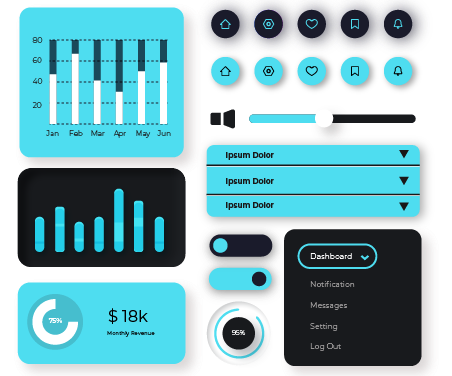 80
60
40
20
Jan Feb Mar Apr May Jun
Ipsum Dolor
Ipsum Dolor
Ipsum Dolor
75%
$ 18k
Monthly Revenue
95%
Dashboard
Notification
Messages
Setting
Log Out